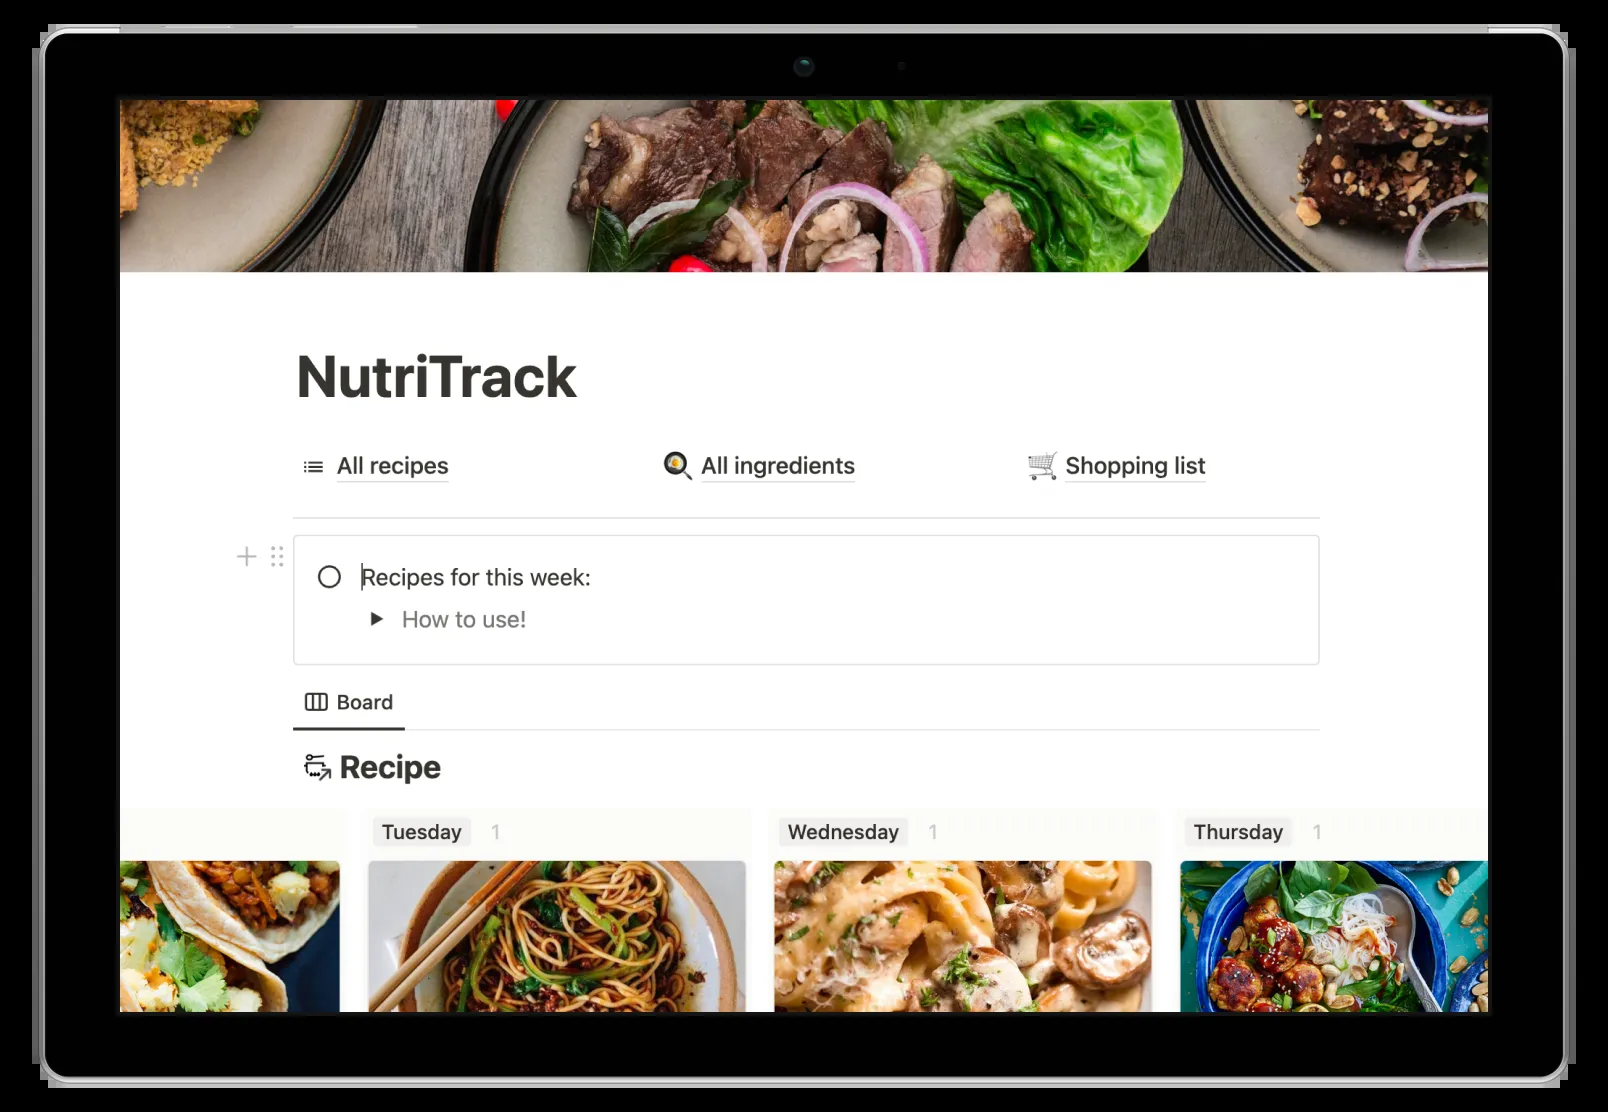 NutriTrack
All recipes
All ingredients
Shopping list
Recipes for this week:
How to use!
Board
Recipe
Tuesday 1
Wednesday 1
Thursday 1